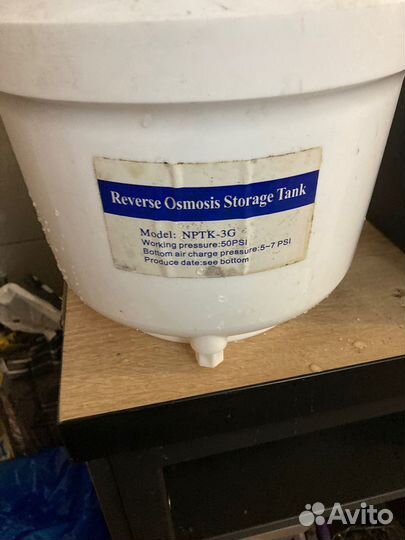 Reverse Osmosis Storage Tank
Model: NPTK-3G
Working pressure:50PSI
Bottom air charge pressure:5~7 PSI
Produce date:see bottom
Avito